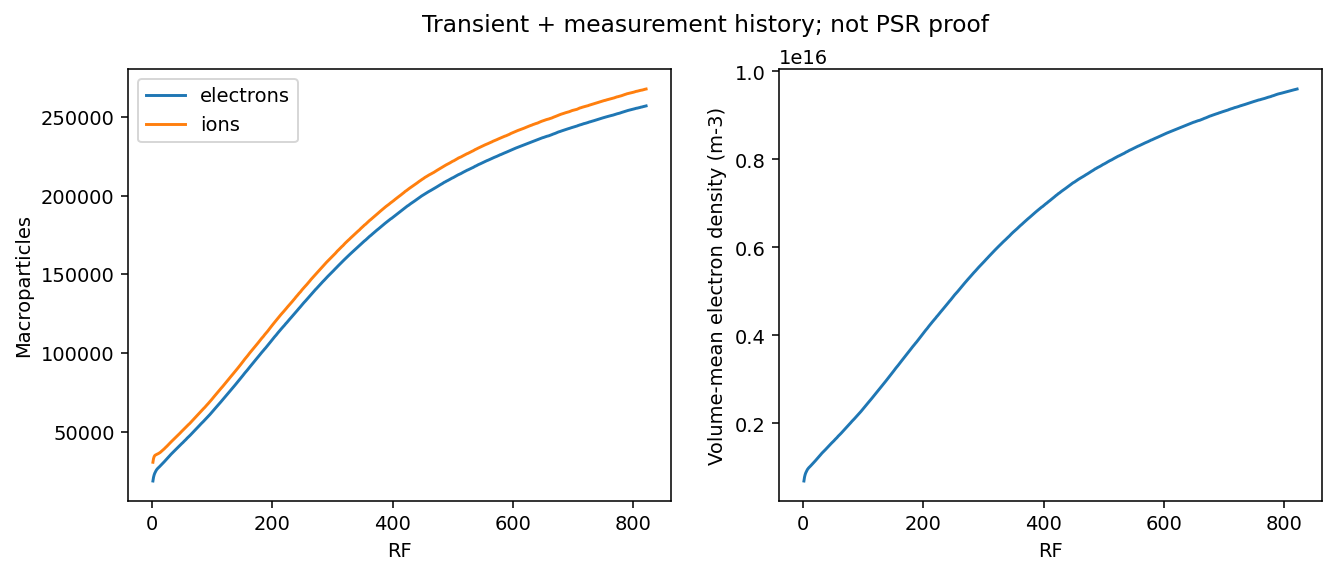 Transient + measurement history; not PSR proof
electrons
ions
Macroparticles
250000
200000
150000
100000
50000
0 200 400 600 800
RF
1e16
Volume-mean electron density (m-3)
1.0
0.8
0.6
0.4
0.2
0 200 400 600 800
RF